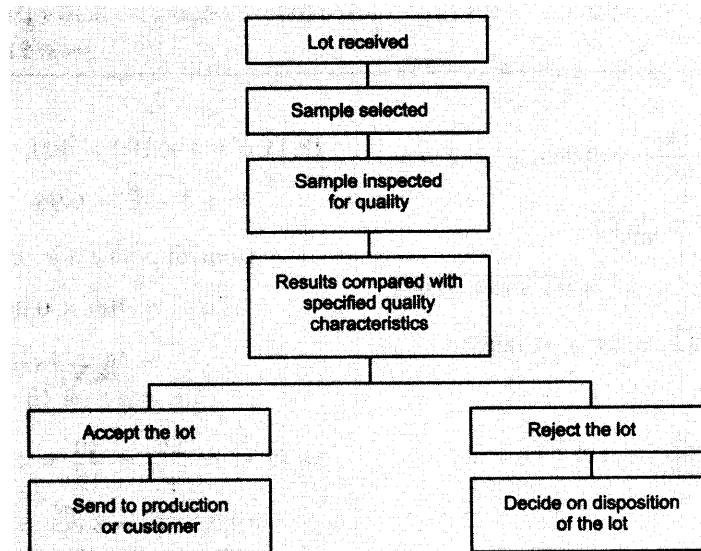 Lot received
Sample selected
Sample inspected
for quality
Results compared with
specified quality
characteristics
Accept the lot
Reject the lot
Send to production
or customer
Decide on disposition
of the lot